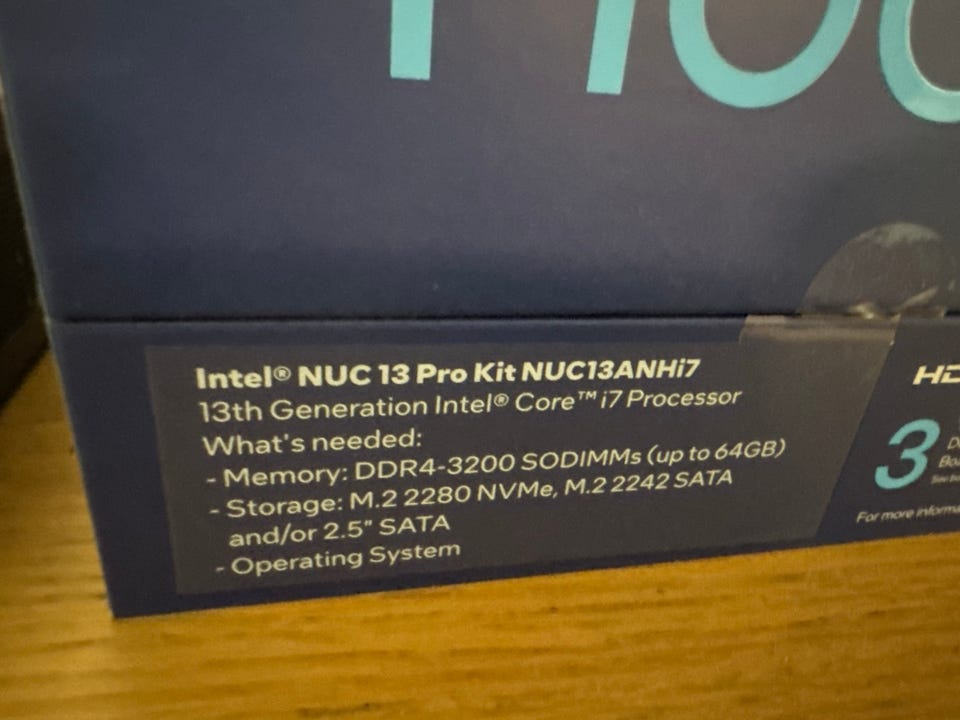 Intel® NUC 13 Pro Kit NUC13ANHi7
13th Generation Intel® Core™ i7 Processor
What's needed:
- Memory: DDR4-3200 SODIMMs (up to 64GB)
- Storage: M.2 2280 NVMe, M.2 2242 SATA
and/or 2.5" SATA
- Operating System
3
For more